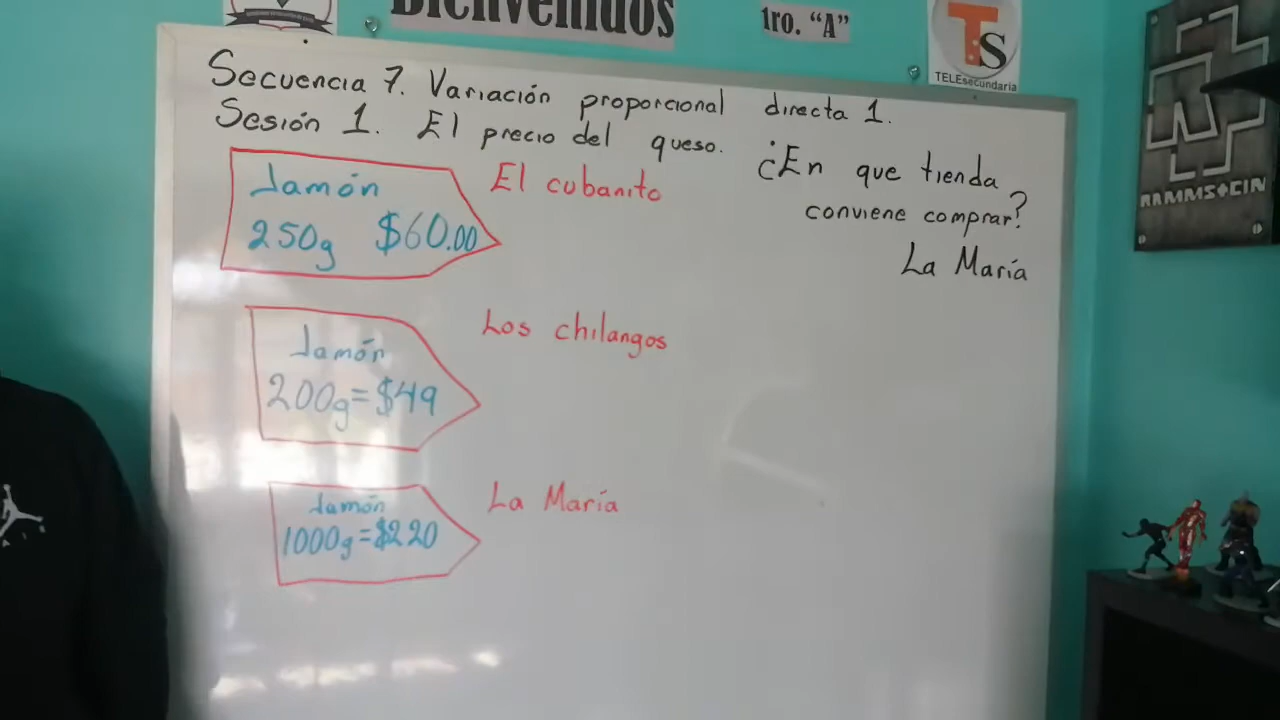 Bienvenidos
1ro. "A"
TS
TELEsecundaria
RAMMSTEIN
Secuencia 7. Variación proporcional directa 1.
Sesión 1. El precio del queso.
¿En que tienda
conviene comprar?
La María
Jamón
250g $60.00
El cubanito
Jamón
200g=$49
Los chilangos
Jamón
1000g=$220
La María